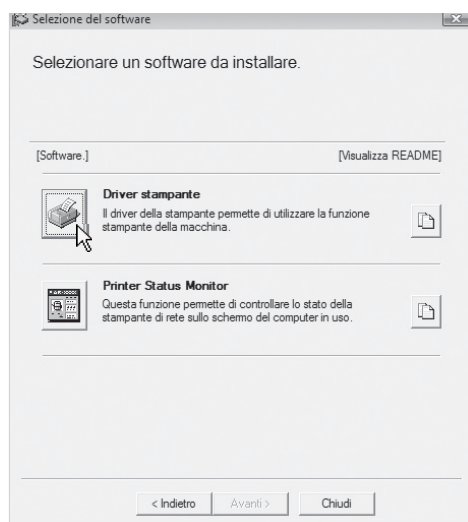 Selezione del software
Selezionare un software da installare.
[Software.] [Visualizza README]
Driver stampante
Il driver della stampante permette di utilizzare la funzione
stampante della macchina.
Printer Status Monitor
Questa funzione permette di controllare lo stato della
stampante di rete sullo schermo del computer in uso.
< Indietro Avanti > Chiudi